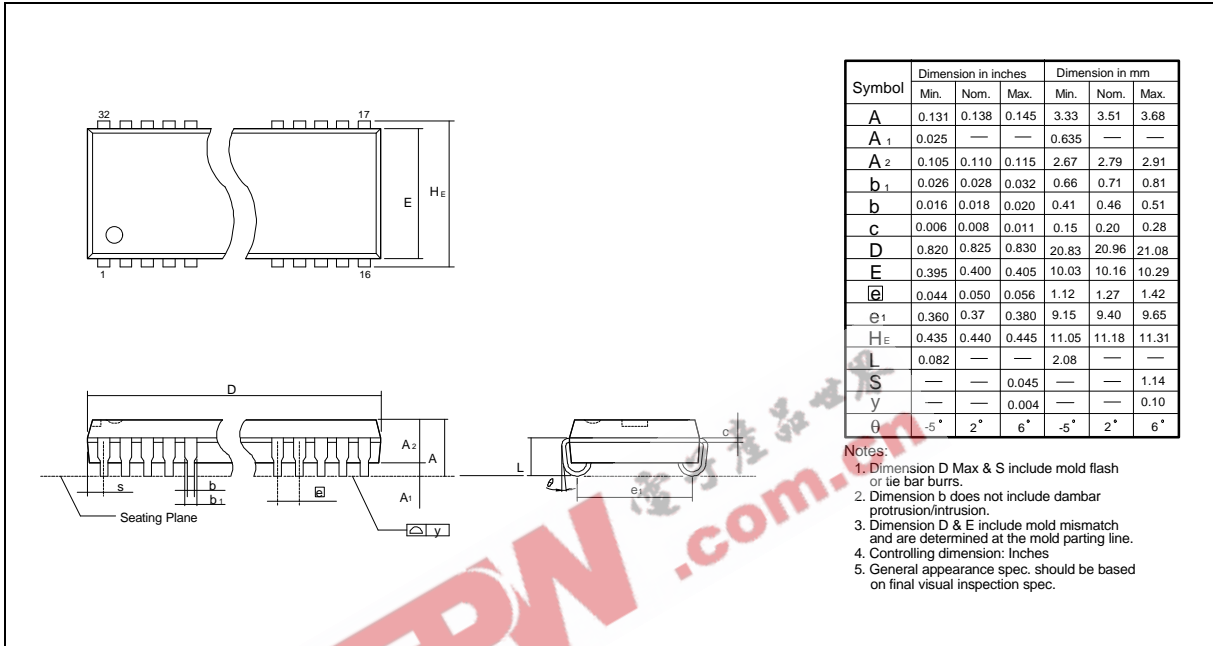 32 17
E
H E
1 16
D
A 2
A
L
c
θ
e1
s
b
b 1
e
A 1
Seating Plane
y
Symbol Dimension in inches Dimension in mm
Min. Nom. Max. Min. Nom. Max.
A 0.131 0.138 0.145 3.33 3.51 3.68
A 1 0.025 — — 0.635 — —
A 2 0.105 0.110 0.115 2.67 2.79 2.91
b 1 0.026 0.028 0.032 0.66 0.71 0.81
b 0.016 0.018 0.020 0.41 0.46 0.51
c 0.006 0.008 0.011 0.15 0.20 0.28
D 0.820 0.825 0.830 20.83 20.96 21.08
E 0.395 0.400 0.405 10.03 10.16 10.29
e 0.044 0.050 0.056 1.12 1.27 1.42
e1 0.360 0.37 0.380 9.15 9.40 9.65
H E 0.435 0.440 0.445 11.05 11.18 11.31
L 0.082 — — 2.08 — —
S — — 0.045 — — 1.14
y — — 0.004 — — 0.10
θ -5° 2° 6° -5° 2° 6°
Notes:
1. Dimension D Max & S include mold flash
or tie bar burrs.
2. Dimension b does not include dambar
protrusion/intrusion.
3. Dimension D & E include mold mismatch
and are determined at the mold parting line.
4. Controlling dimension: Inches
5. General appearance spec. should be based
on final visual inspection spec.
.com.cn